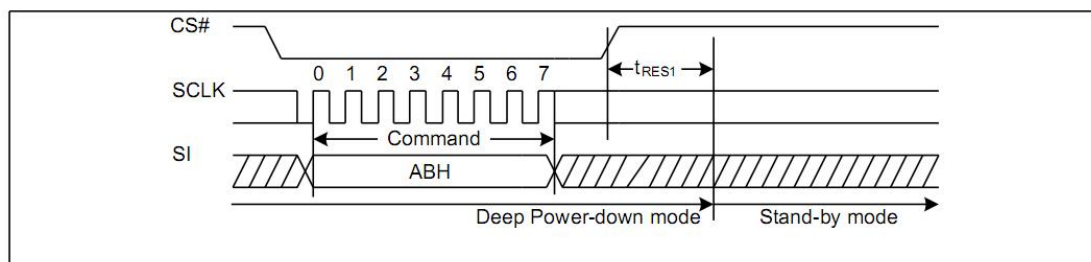 CS#
tRES1
0 1 2 3 4 5 6 7
SCLK
Command
SI
ABH
Deep Power-down mode Stand-by mode